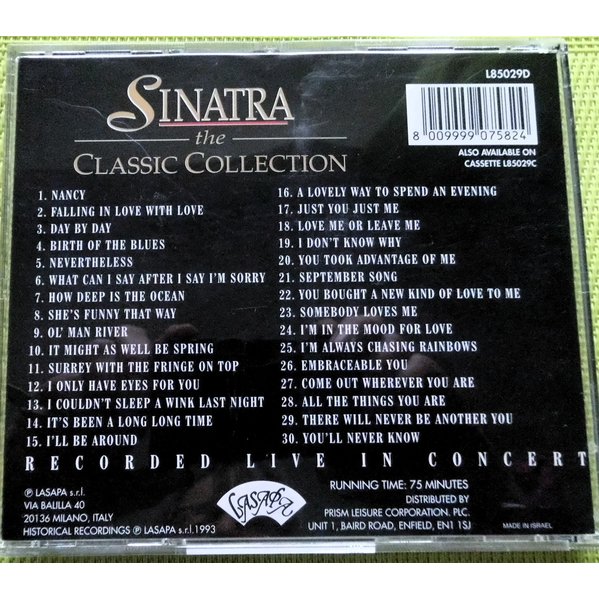 L85029D
SINATRA
the
CLASSIC COLLECTION
8 009999 075824
ALSO AVAILABLE ON
CASSETTE L85029C
1. NANCY
2. FALLING IN LOVE WITH LOVE
3. DAY BY DAY
4. BIRTH OF THE BLUES
5. NEVERTHELESS
6. WHAT CAN I SAY AFTER I SAY I'M SORRY
7. HOW DEEP IS THE OCEAN
8. SHE'S FUNNY THAT WAY
9. OL' MAN RIVER
10. IT MIGHT AS WELL BE SPRING
11. SURREY WITH THE FRINGE ON TOP
12. I ONLY HAVE EYES FOR YOU
13. I COULDN'T SLEEP A WINK LAST NIGHT
14. IT'S BEEN A LONG LONG TIME
15. I'LL BE AROUND
16. A LOVELY WAY TO SPEND AN EVENING
17. JUST YOU JUST ME
18. LOVE ME OR LEAVE ME
19. I DON'T KNOW WHY
20. YOU TOOK ADVANTAGE OF ME
21. SEPTEMBER SONG
22. YOU BOUGHT A NEW KIND OF LOVE TO ME
23. SOMEBODY LOVES ME
24. I'M IN THE MOOD FOR LOVE
25. I'M ALWAYS CHASING RAINBOWS
26. EMBRACEABLE YOU
27. COME OUT WHEREVER YOU ARE
28. ALL THE THINGS YOU ARE
29. THERE WILL NEVER BE ANOTHER YOU
30. YOU'LL NEVER KNOW
RECORDED LIVE IN CONCERT
℗ LASAPA s.r.l.
VIA BALILLA 40
20136 MILANO, ITALY
HISTORICAL RECORDINGS ℗ LASAPA s.r.l. 1993
LASAPA
RUNNING TIME: 75 MINUTES
DISTRIBUTED BY
PRISM LEISURE CORPORATION. PLC.
UNIT 1, BAIRD ROAD, ENFIELD, EN1 1SJ
MADE IN ISRAEL